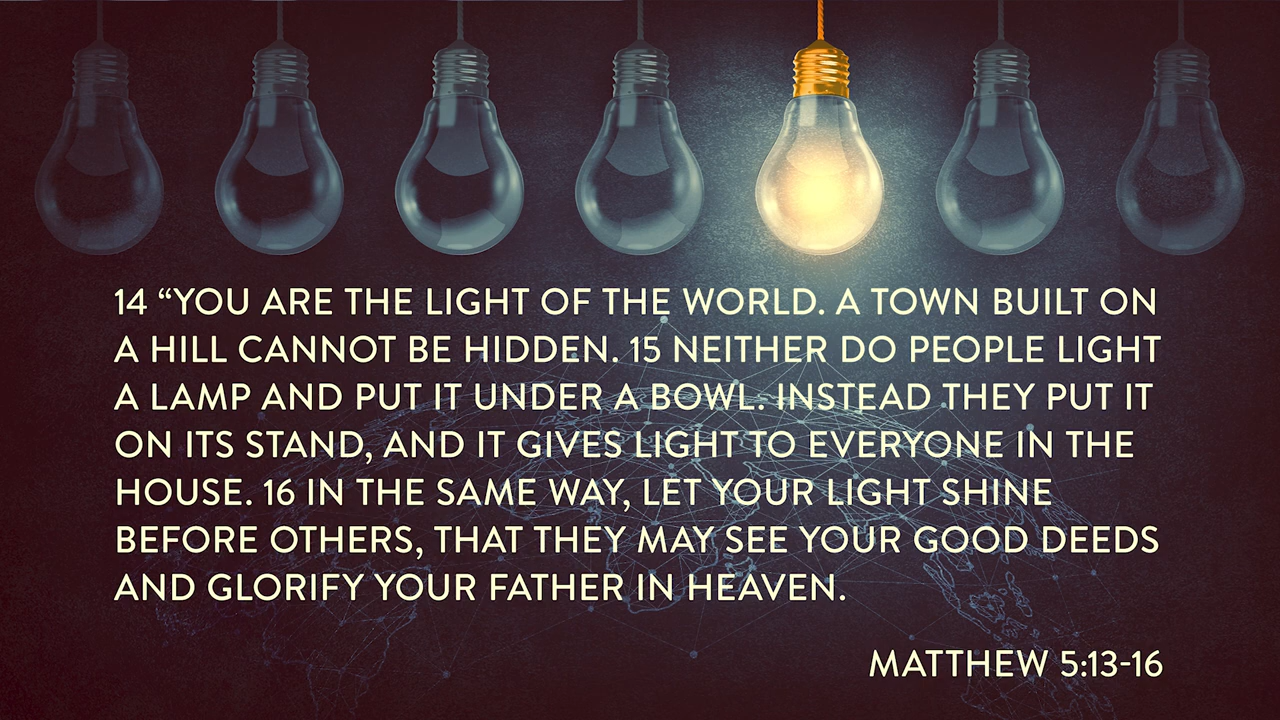 14 “YOU ARE THE LIGHT OF THE WORLD. A TOWN BUILT ON
A HILL CANNOT BE HIDDEN. 15 NEITHER DO PEOPLE LIGHT
A LAMP AND PUT IT UNDER A BOWL. INSTEAD THEY PUT IT
ON ITS STAND, AND IT GIVES LIGHT TO EVERYONE IN THE
HOUSE. 16 IN THE SAME WAY, LET YOUR LIGHT SHINE
BEFORE OTHERS, THAT THEY MAY SEE YOUR GOOD DEEDS
AND GLORIFY YOUR FATHER IN HEAVEN.
MATTHEW 5:13-16